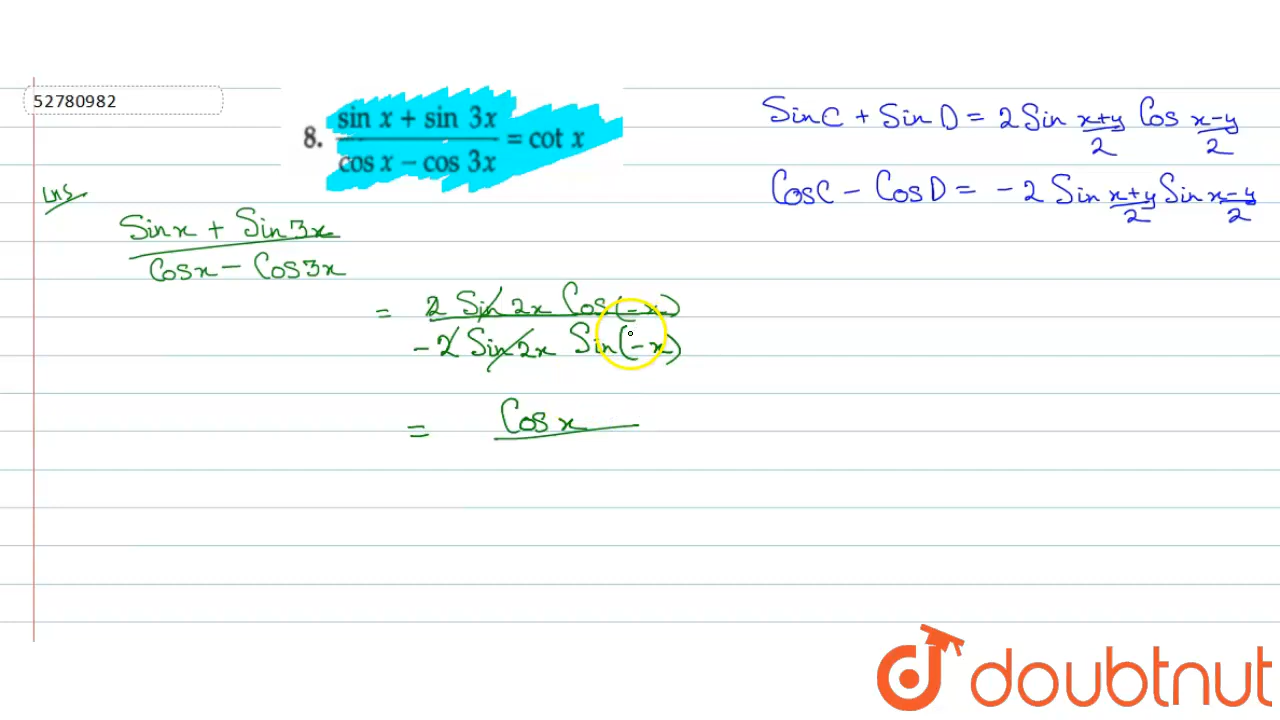 52780982
8. (sin x + sin 3x)/(cos x − cos 3x) = cot x
SinC + SinD = 2Sin (x+y)/2 Cos (x-y)/2
CosC − CosD = −2 Sin (x+y)/2 Sin (x-y)/2
LHS
Sinx + Sin3x
Cosx − Cos3x
= 2 Sin 2x Cos(-x)
-2 Sin 2x Sin(-x)
= Cos x
doubtnut